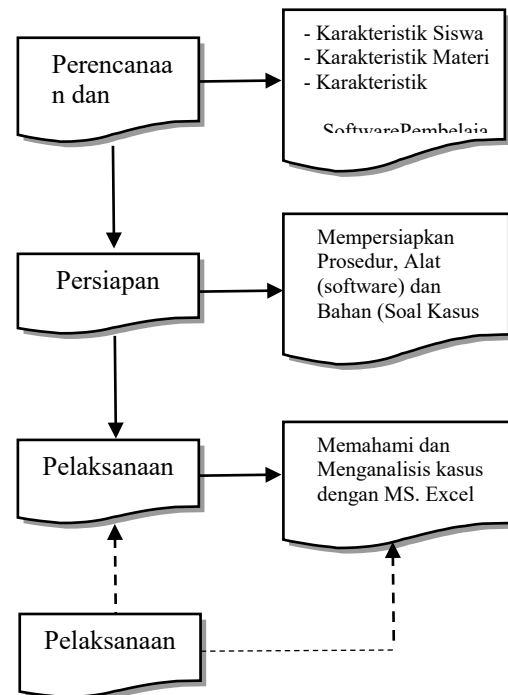 Perencanaa
n dan
- Karakteristik Siswa
- Karakteristik Materi
- Karakteristik
SoftwarePembelaja
Persiapan
Mempersiapkan
Prosedur, Alat
(software) dan
Bahan (Soal Kasus
Pelaksanaan
Memahami dan
Menganalisis kasus
dengan MS. Excel
Pelaksanaan